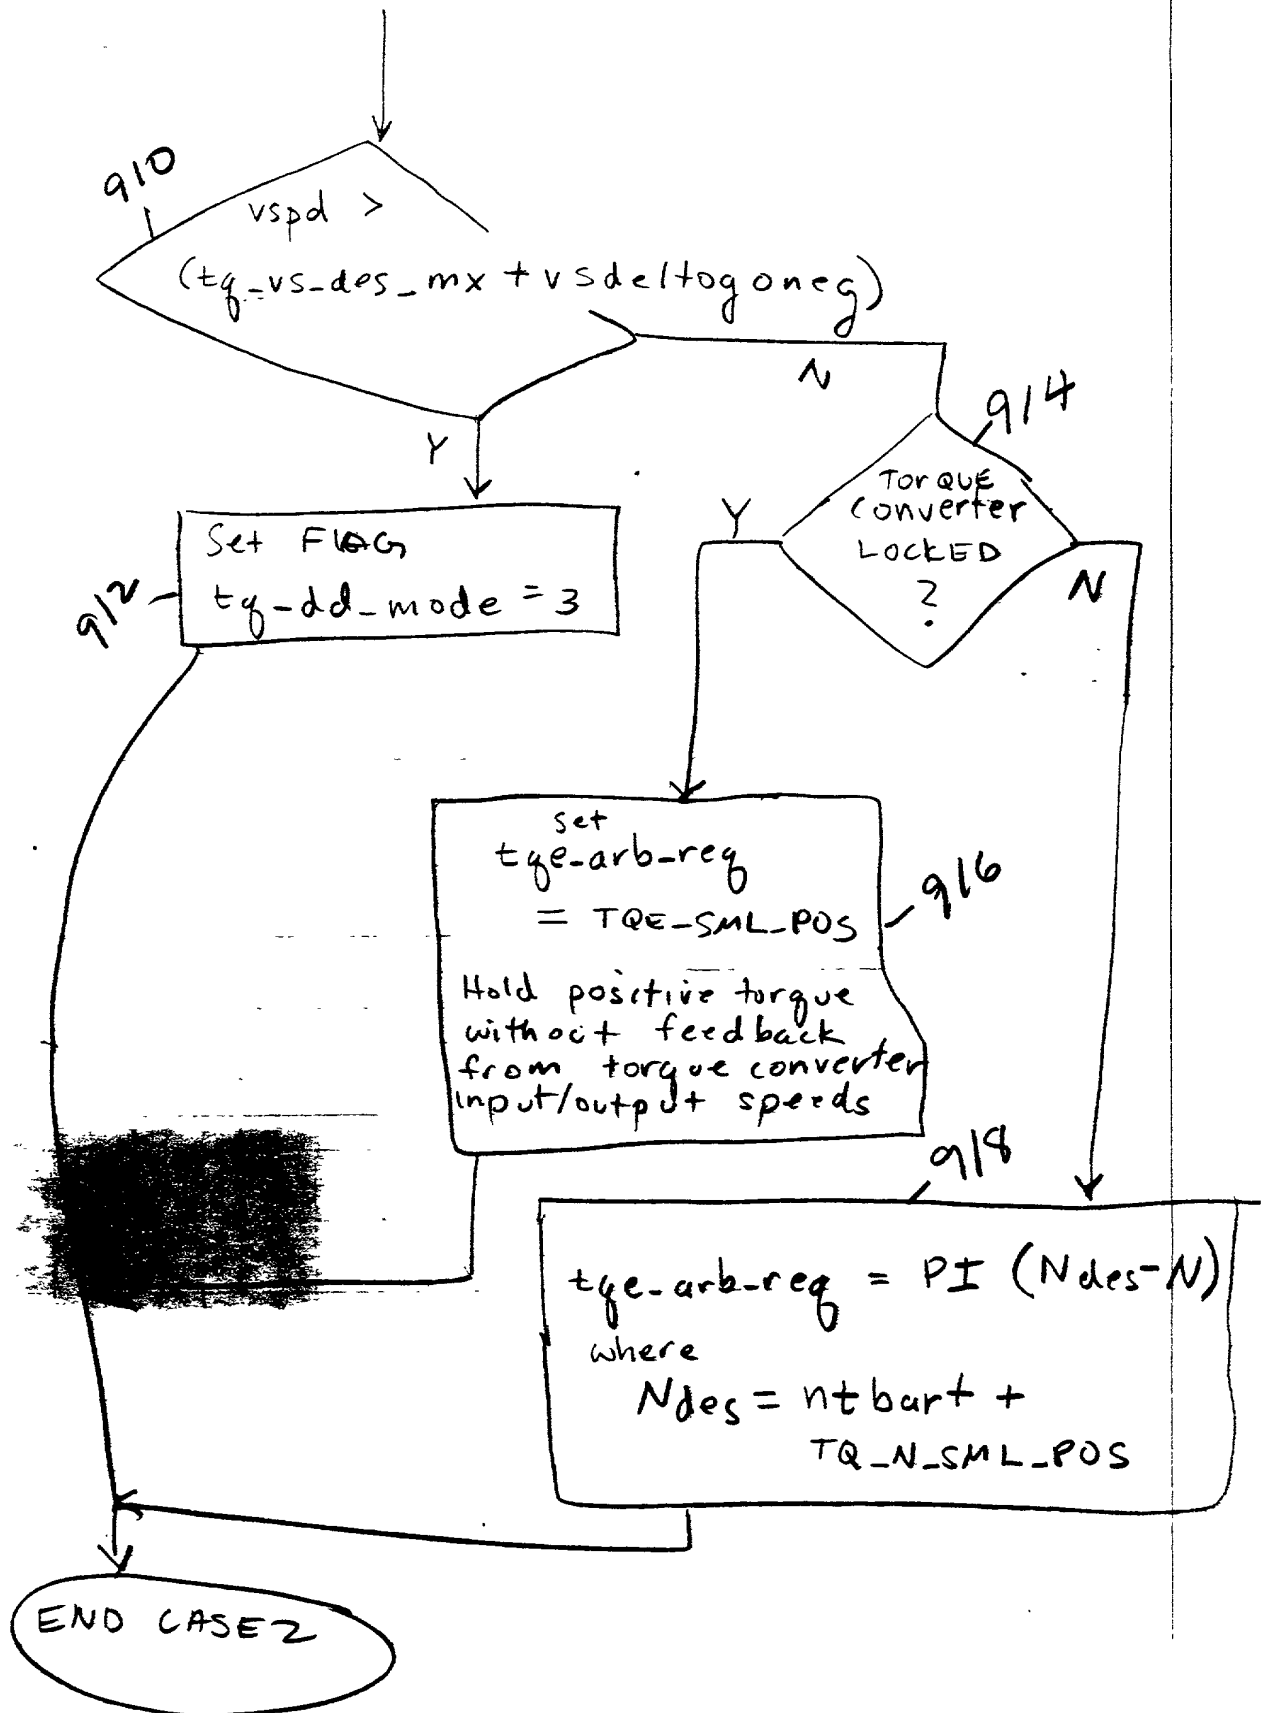 910
vspd >
(tq_vs_des_mx + vsdeltogoneg)
N
914
Y
Torque
Converter
LOCKED
?
Y
N
Set FLAG
tq_dd_mode = 3
912
set
tqe_arb_req
= TQE_SML_POS
916
Hold positive torque
without feedback
from torque converter
input/output speeds
918
tqe_arb_req = PI (Ndes-N)
where
Ndes = ntbart +
TQ_N_SML_POS
END CASE2